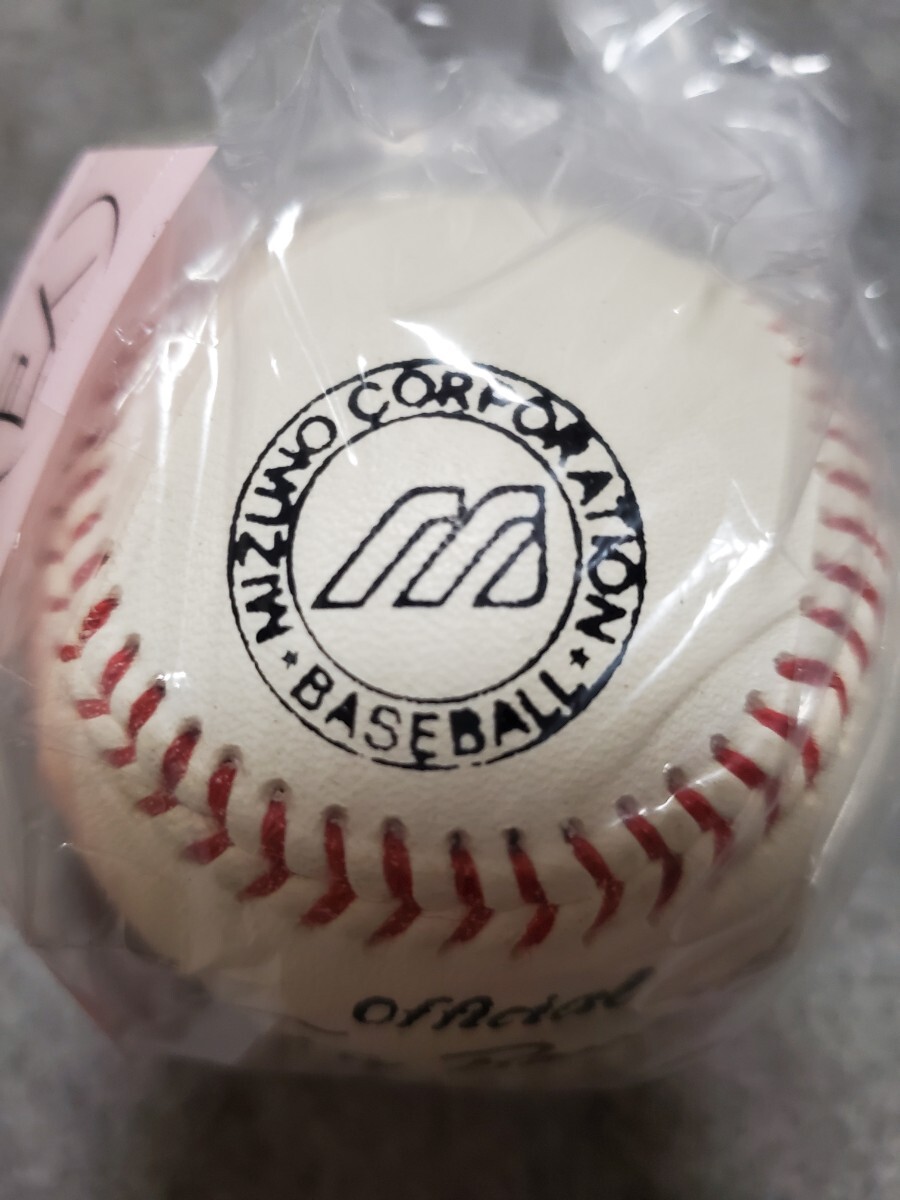 MIZUNO CORPORATION
• BASEBALL •
Official